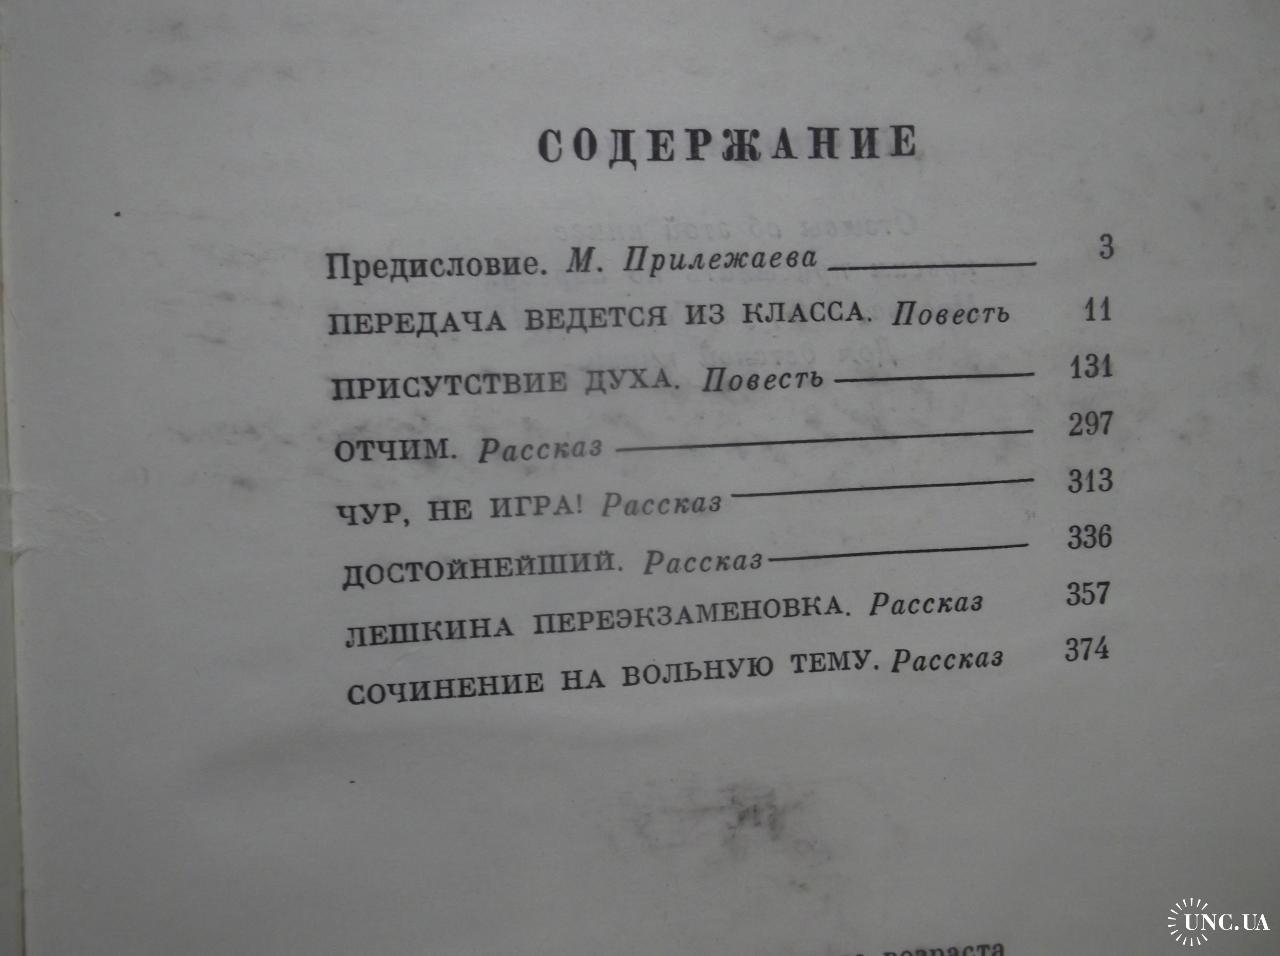 СОДЕРЖАНИЕ
Предисловие. М. Прилежаева 3
ПЕРЕДАЧА ВЕДЕТСЯ ИЗ КЛАССА. Повесть 11
ПРИСУТСТВИЕ ДУХА. Повесть 131
ОТЧИМ. Рассказ 297
ЧУР, НЕ ИГРА! Рассказ 313
ДОСТОЙНЕЙШИЙ. Рассказ 336
ЛЕШКИНА ПЕРЕЭКЗАМЕНОВКА. Рассказ 357
СОЧИНЕНИЕ НА ВОЛЬНУЮ ТЕМУ. Рассказ 374
возраста
UNC.UA